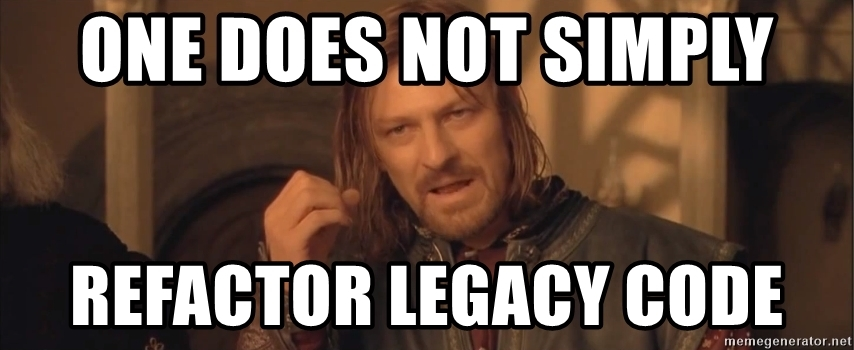 ONE DOES NOT SIMPLY
REFACTOR LEGACY CODE
memegenerator.net